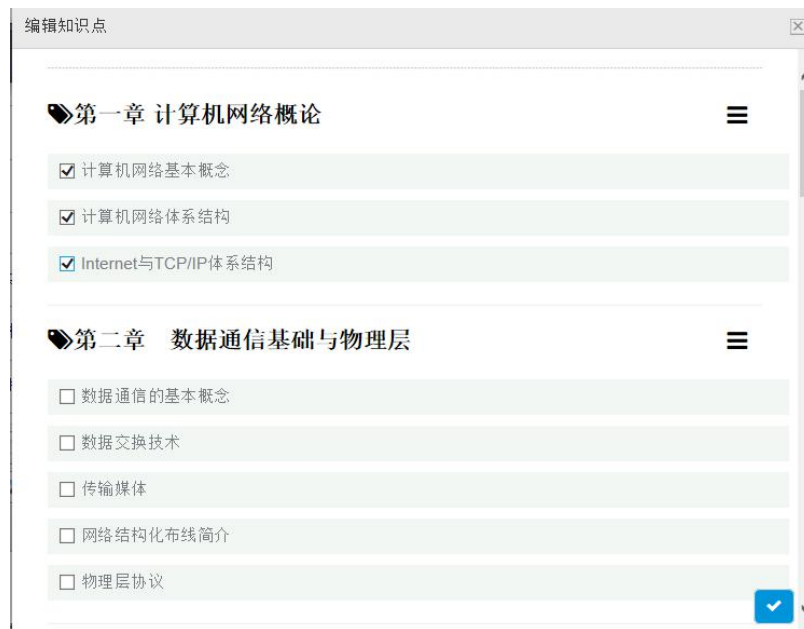 编辑知识点
第一章 计算机网络概论
计算机网络基本概念
计算机网络体系结构
Internet与TCP/IP体系结构
第二章 数据通信基础与物理层
数据通信的基本概念
数据交换技术
传输媒体
网络结构化布线简介
物理层协议